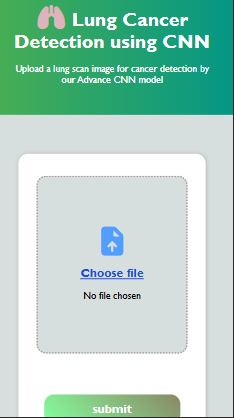 Lung Cancer
Detection using CNN
Upload a lung scan image for cancer detection by
our Advance CNN model
Choose file
No file chosen
submit